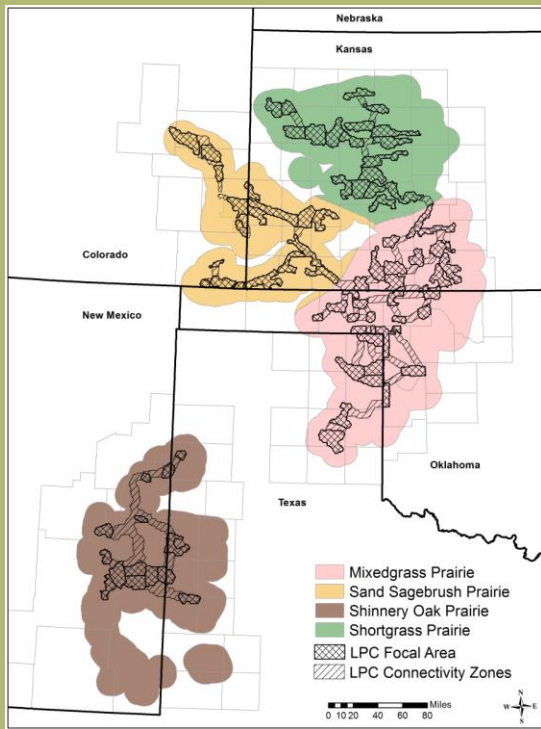 Nebraska
Kansas
Colorado
New Mexico
Oklahoma
Texas
Mixedgrass Prairie
Sand Sagebrush Prairie
Shinnery Oak Prairie
Shortgrass Prairie
LPC Focal Area
LPC Connectivity Zones
Miles
0 10 20 40 60 80
N
W E
S